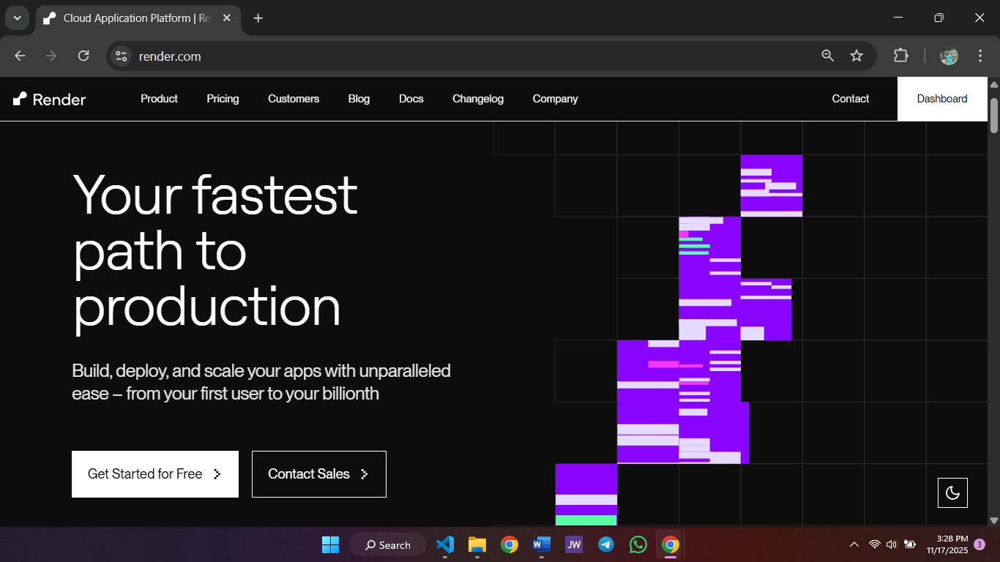 Cloud Application Platform | Re
render.com
Render
Product Pricing Customers Blog Docs Changelog Company Contact Dashboard
Your fastest
path to
production
Build, deploy, and scale your apps with unparalleled
ease – from your first user to your billionth
Get Started for Free
Contact Sales
Search
W
JW
3:28 PM
11/17/2025
3